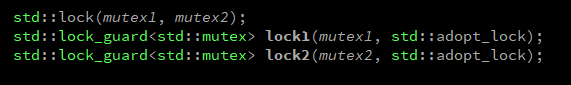 std::lock(mutex1, mutex2);
std::lock_guard<std::mutex> lock1(mutex1, std::adopt_lock);
std::lock_guard<std::mutex> lock2(mutex2, std::adopt_lock);